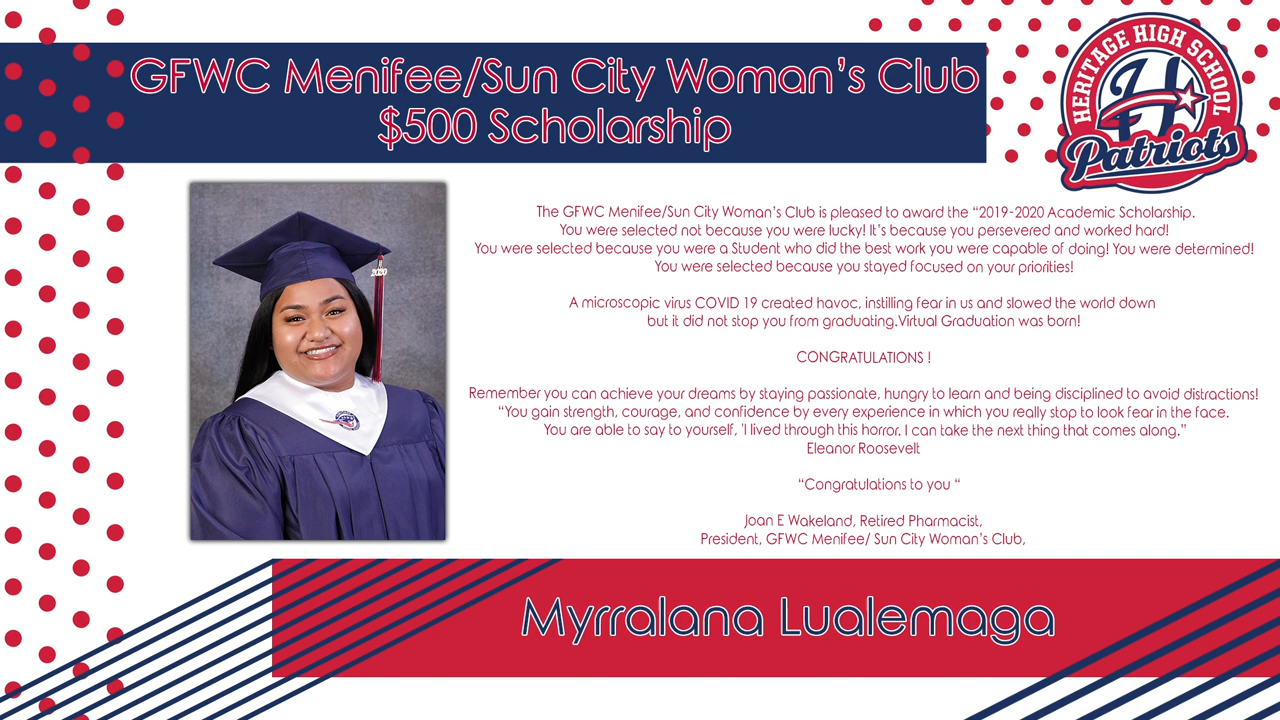 GFWC Menifee/Sun City Woman's Club
$500 Scholarship
HERITAGE HIGH SCHOOL
H
Patriots
2020
The GFWC Menifee/Sun City Woman's Club is pleased to award the "2019-2020 Academic Scholarship.
You were selected not because you were lucky! It's because you persevered and worked hard!
You were selected because you were a Student who did the best work you were capable of doing! You were determined!
You were selected because you stayed focused on your priorities!
A microscopic virus COVID 19 created havoc, instilling fear in us and slowed the world down
but it did not stop you from graduating.Virtual Graduation was born!
CONGRATULATIONS !
Remember you can achieve your dreams by staying passionate, hungry to learn and being disciplined to avoid distractions!
"You gain strength, courage, and confidence by every experience in which you really stop to look fear in the face.
You are able to say to yourself, 'I lived through this horror. I can take the next thing that comes along."
Eleanor Roosevelt
"Congratulations to you "
Joan E Wakeland, Retired Pharmacist,
President, GFWC Menifee/ Sun City Woman's Club,
Myrralana Lualemaga